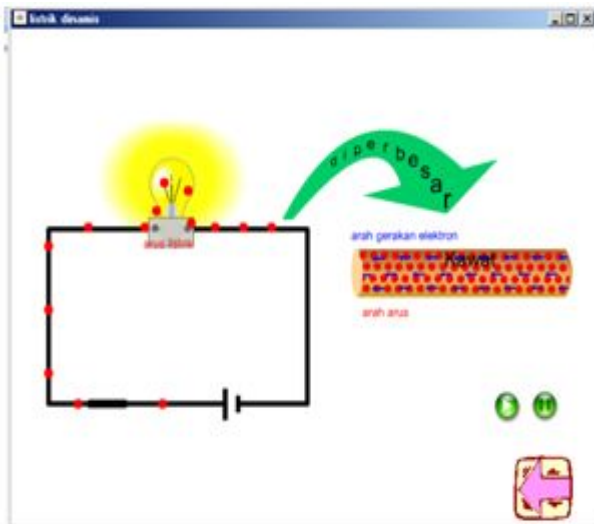 listrik dinamis
diperbesar
arus listrik
arah gerakan elektron
Kawat
arah arus